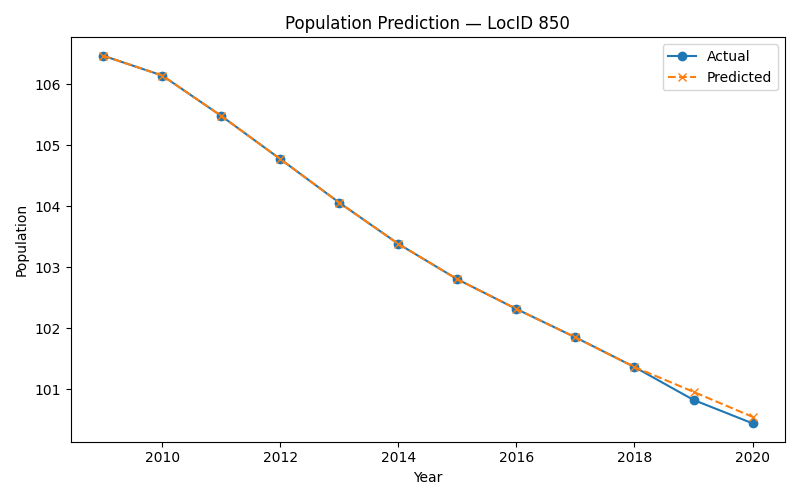 Population Prediction — LocID 850
Actual
Predicted
Population
106
105
104
103
102
101
2010 2012 2014 2016 2018 2020
Year